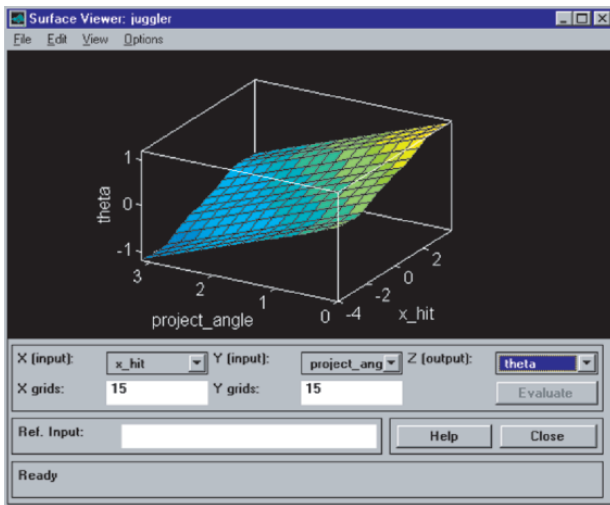 Surface Viewer: juggler
File Edit View Options
1
0
-1
theta
3
2
1
0
project_angle
-4
-2
0
2
x_hit
X (input): x_hit Y (input): project_ang Z (output): theta
X grids: 15 Y grids: 15 Evaluate
Ref. Input: Help Close
Ready